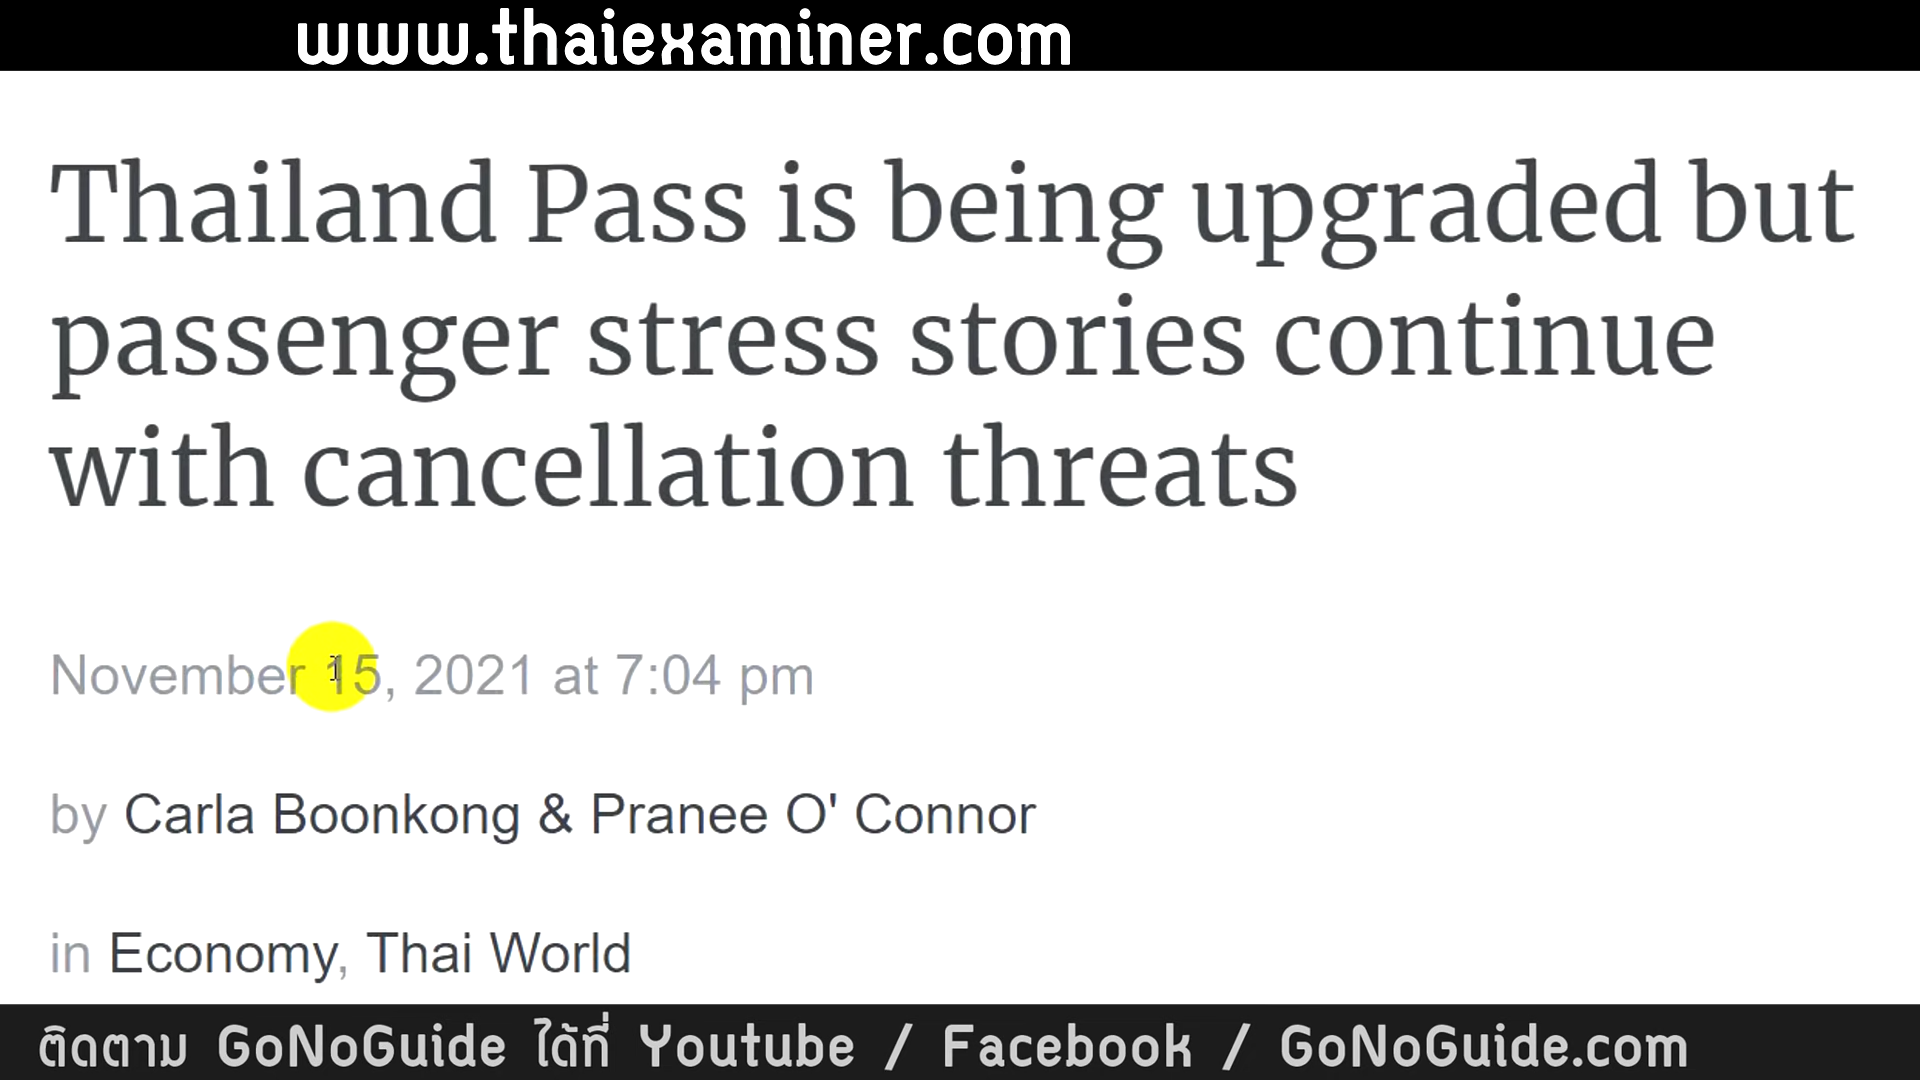 www.thaiexaminer.com
Thailand Pass is being upgraded but
passenger stress stories continue
with cancellation threats
November 15, 2021 at 7:04 pm
by Carla Boonkong & Pranee O' Connor
in Economy, Thai World
ติดตาม GoNoGuide ได้ที่ Youtube / Facebook / GoNoGuide.com